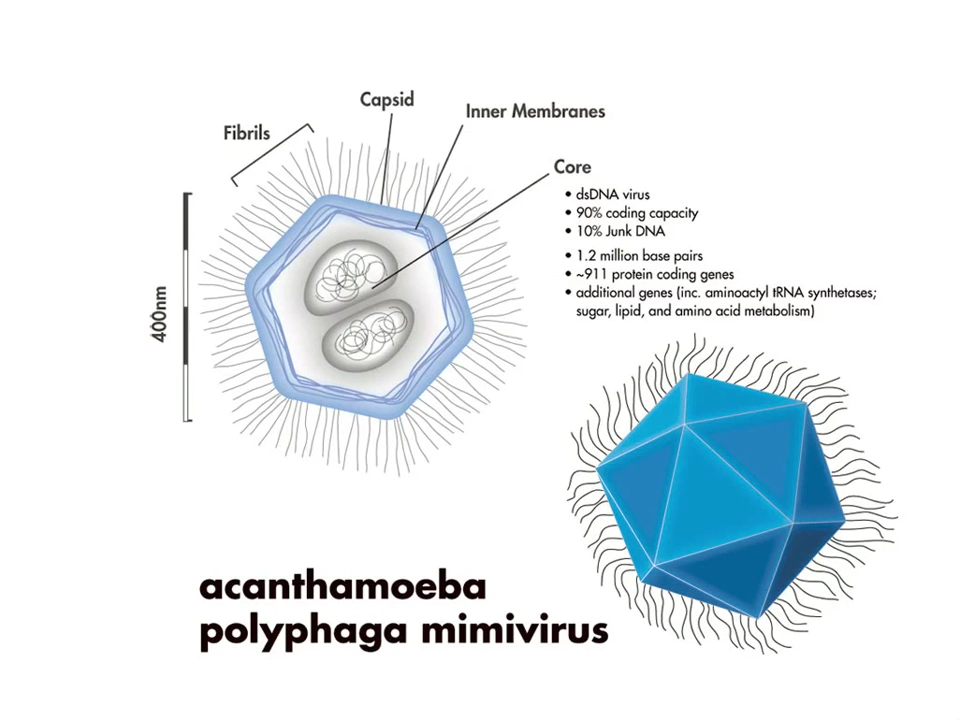 Capsid
Inner Membranes
Fibrils
Core
• dsDNA virus
• 90% coding capacity
• 10% Junk DNA
• 1.2 million base pairs
• ~911 protein coding genes
• additional genes (inc. aminoactyl tRNA synthetases;
sugar, lipid, and amino acid metabolism)
400nm
acanthamoeba
polyphaga mimivirus